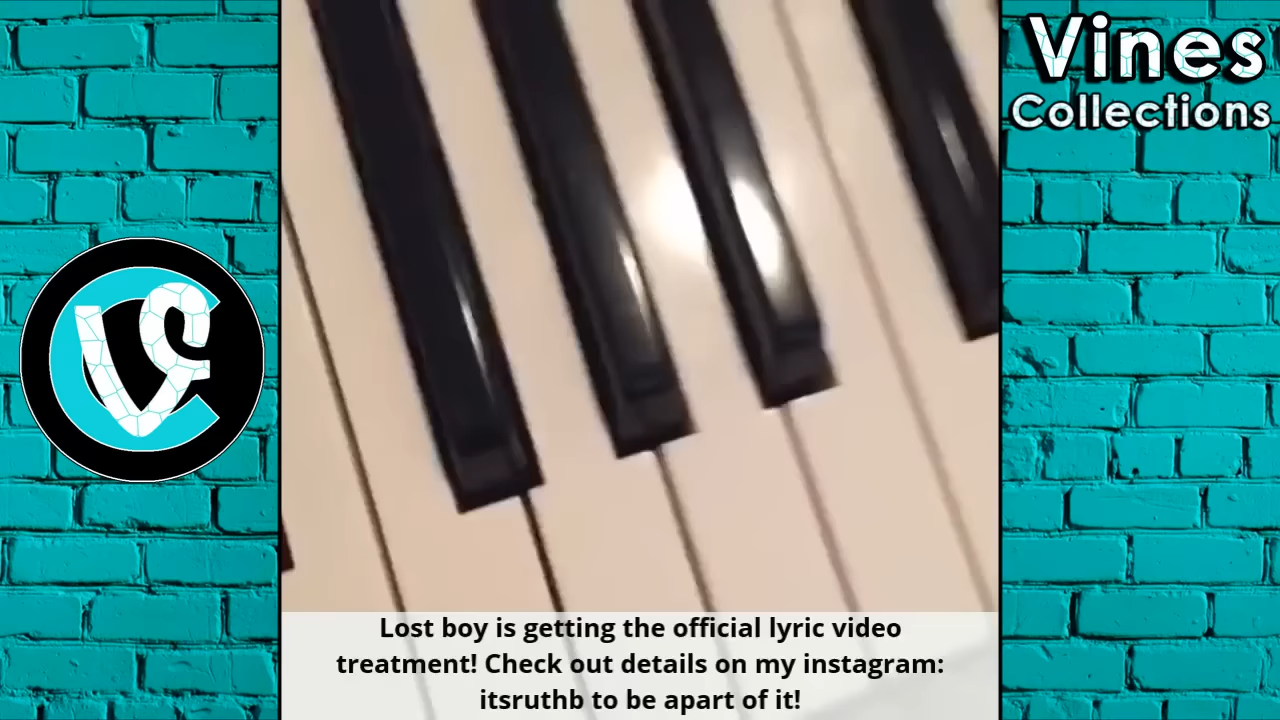 Vines
Collections
VC
Lost boy is getting the official lyric video
treatment! Check out details on my instagram:
itsruthb to be apart of it!